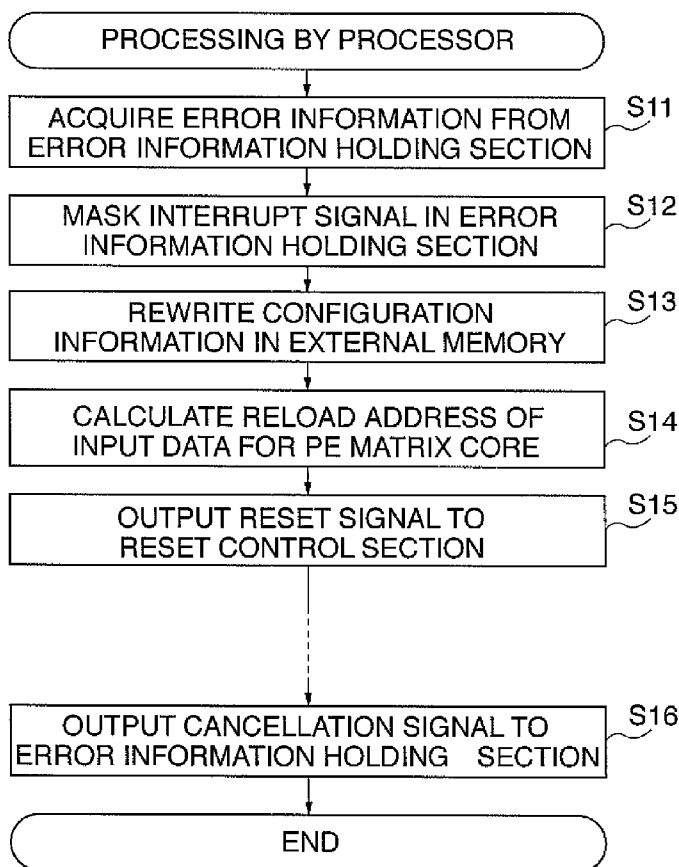 PROCESSING BY PROCESSOR
S11
ACQUIRE ERROR INFORMATION FROM
ERROR INFORMATION HOLDING SECTION
S12
MASK INTERRUPT SIGNAL IN ERROR
INFORMATION HOLDING SECTION
S13
REWRITE CONFIGURATION
INFORMATION IN EXTERNAL MEMORY
S14
CALCULATE RELOAD ADDRESS OF
INPUT DATA FOR PE MATRIX CORE
S15
OUTPUT RESET SIGNAL TO
RESET CONTROL SECTION
S16
OUTPUT CANCELLATION SIGNAL TO
ERROR INFORMATION HOLDING SECTION
END